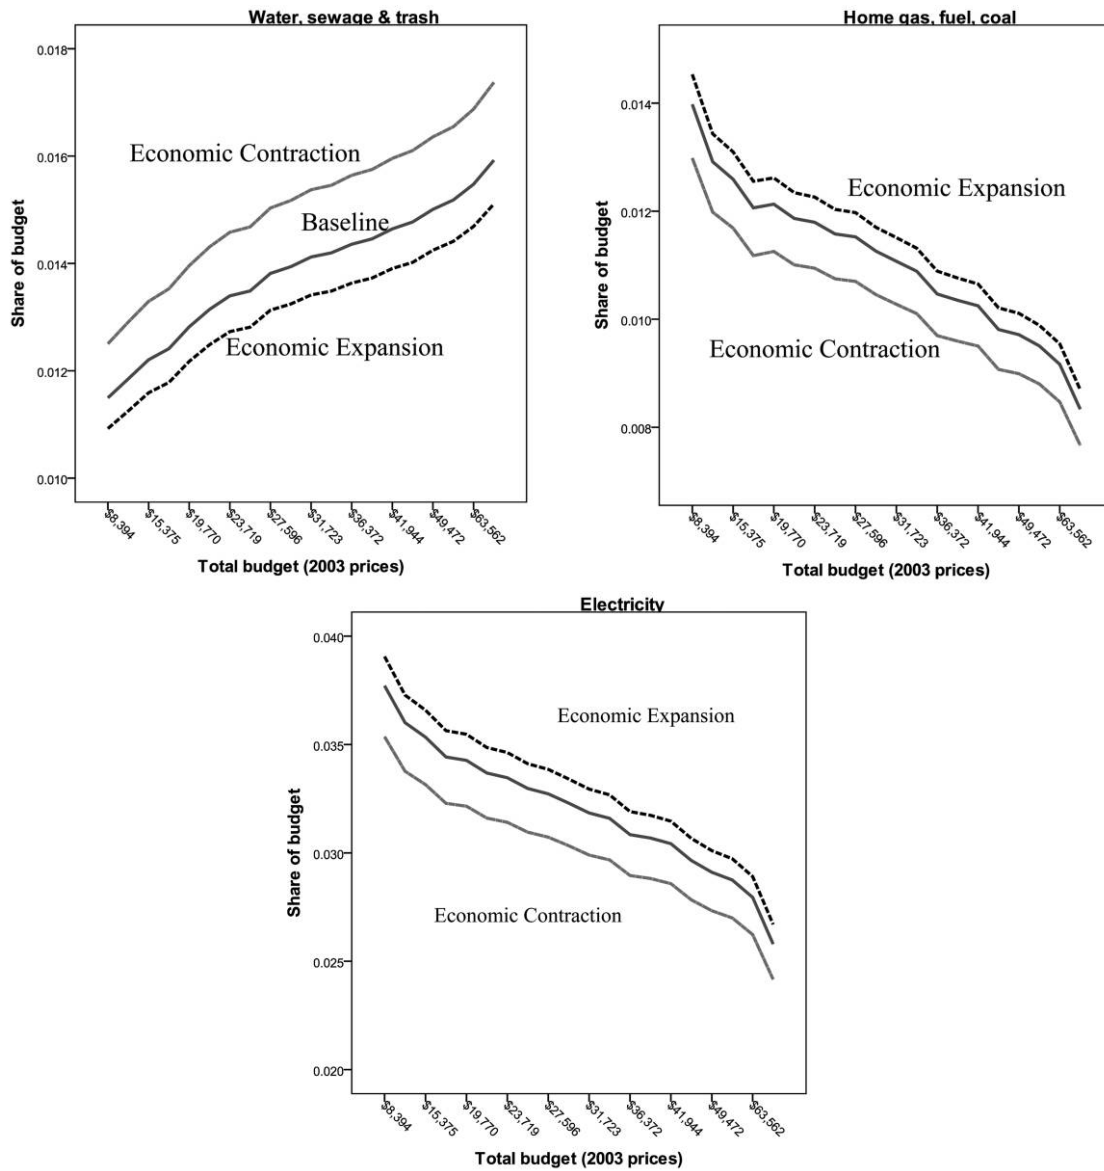 Water, sewage & trash
0.018
0.016
0.014
0.012
0.010
Share of budget
Economic Contraction
Baseline
Economic Expansion
$8,394
$15,375
$19,770
$23,719
$27,596
$31,723
$36,372
$41,944
$49,472
$63,562
Total budget (2003 prices)
Home gas, fuel, coal
0.014
0.012
0.010
0.008
Share of budget
Economic Expansion
Economic Contraction
$8,394
$15,375
$19,770
$23,719
$27,596
$31,723
$36,372
$41,944
$49,472
$63,562
Total budget (2003 prices)
Electricity
0.040
0.035
0.030
0.025
0.020
Share of budget
Economic Expansion
Economic Contraction
$8,394
$15,375
$19,770
$23,719
$27,596
$31,723
$36,372
$41,944
$49,472
$63,562
Total budget (2003 prices)